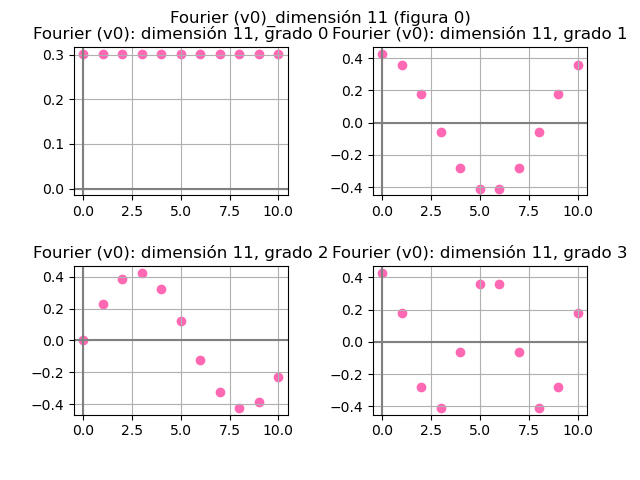 Fourier (v0)_dimensión 11 (figura 0)
Fourier (v0): dimensión 11, grado 0
0.3
0.2
0.1
0.0
0.0 2.5 5.0 7.5 10.0
Fourier (v0): dimensión 11, grado 1
0.4
0.2
0.0
−0.2
−0.4
0.0 2.5 5.0 7.5 10.0
Fourier (v0): dimensión 11, grado 2
0.4
0.2
0.0
−0.2
−0.4
0.0 2.5 5.0 7.5 10.0
Fourier (v0): dimensión 11, grado 3
0.4
0.2
0.0
−0.2
−0.4
0.0 2.5 5.0 7.5 10.0